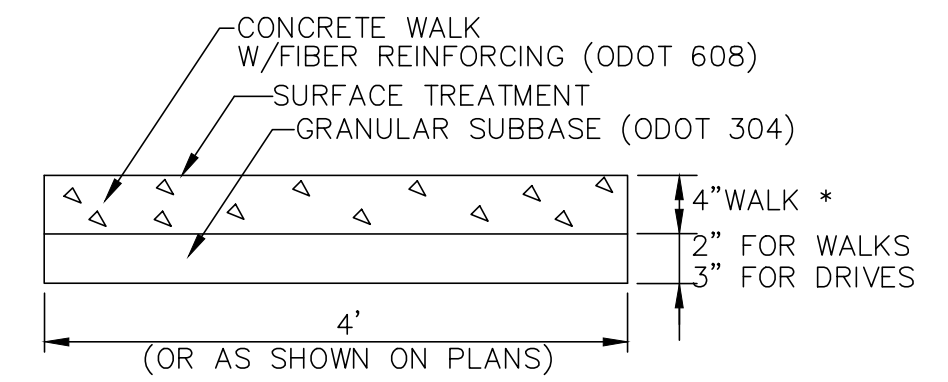 CONCRETE WALK
W/FIBER REINFORCING (ODOT 608)
SURFACE TREATMENT
GRANULAR SUBBASE (ODOT 304)
4”WALK *
2” FOR WALKS
3” FOR DRIVES
4’
(OR AS SHOWN ON PLANS)